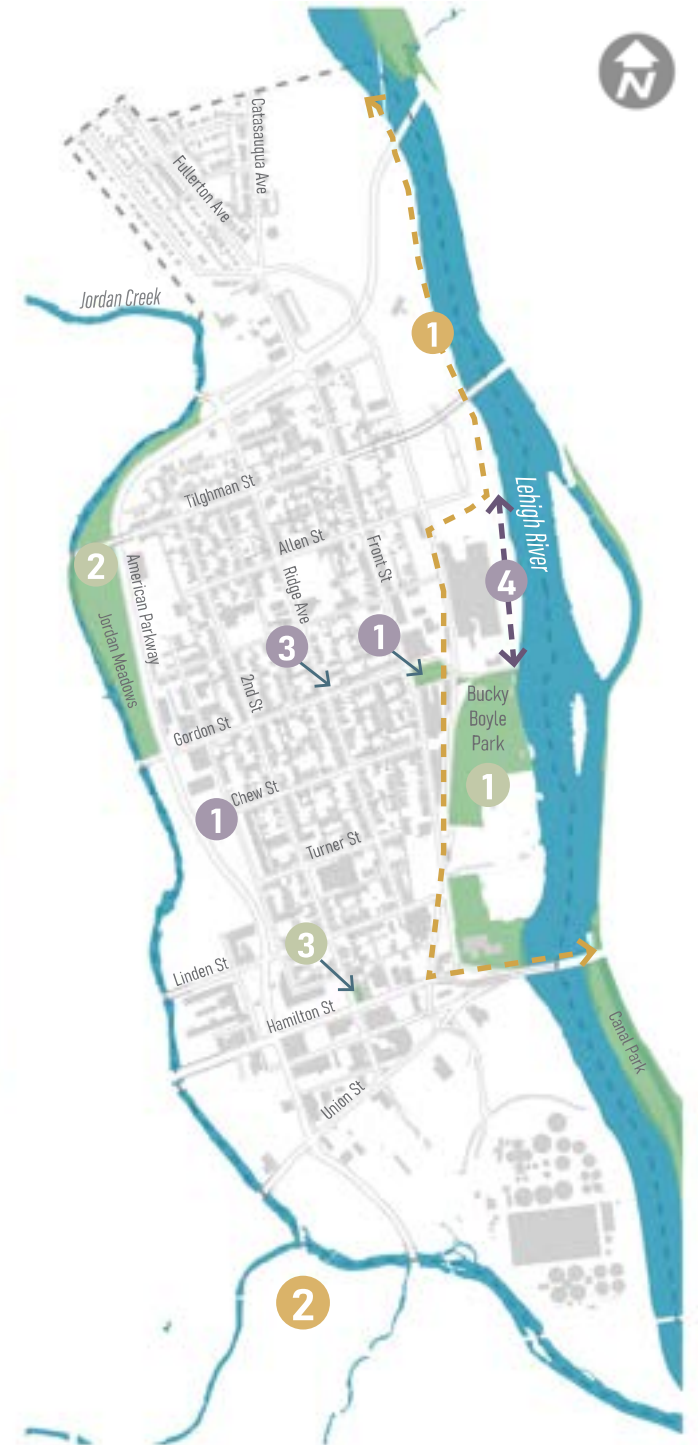 N
Catasauqua Ave
Fullerton Ave
Jordan Creek
1
Tilghman St
Lehigh River
Allen St
Front St
2
American Parkway
Ridge Ave
4
Jordan Meadows
3
1
2nd St
Bucky
Boyle
Park
Gordon St
1
Chew St
1
Turner St
3
Linden St
Hamilton St
Canal Park
Union St
2